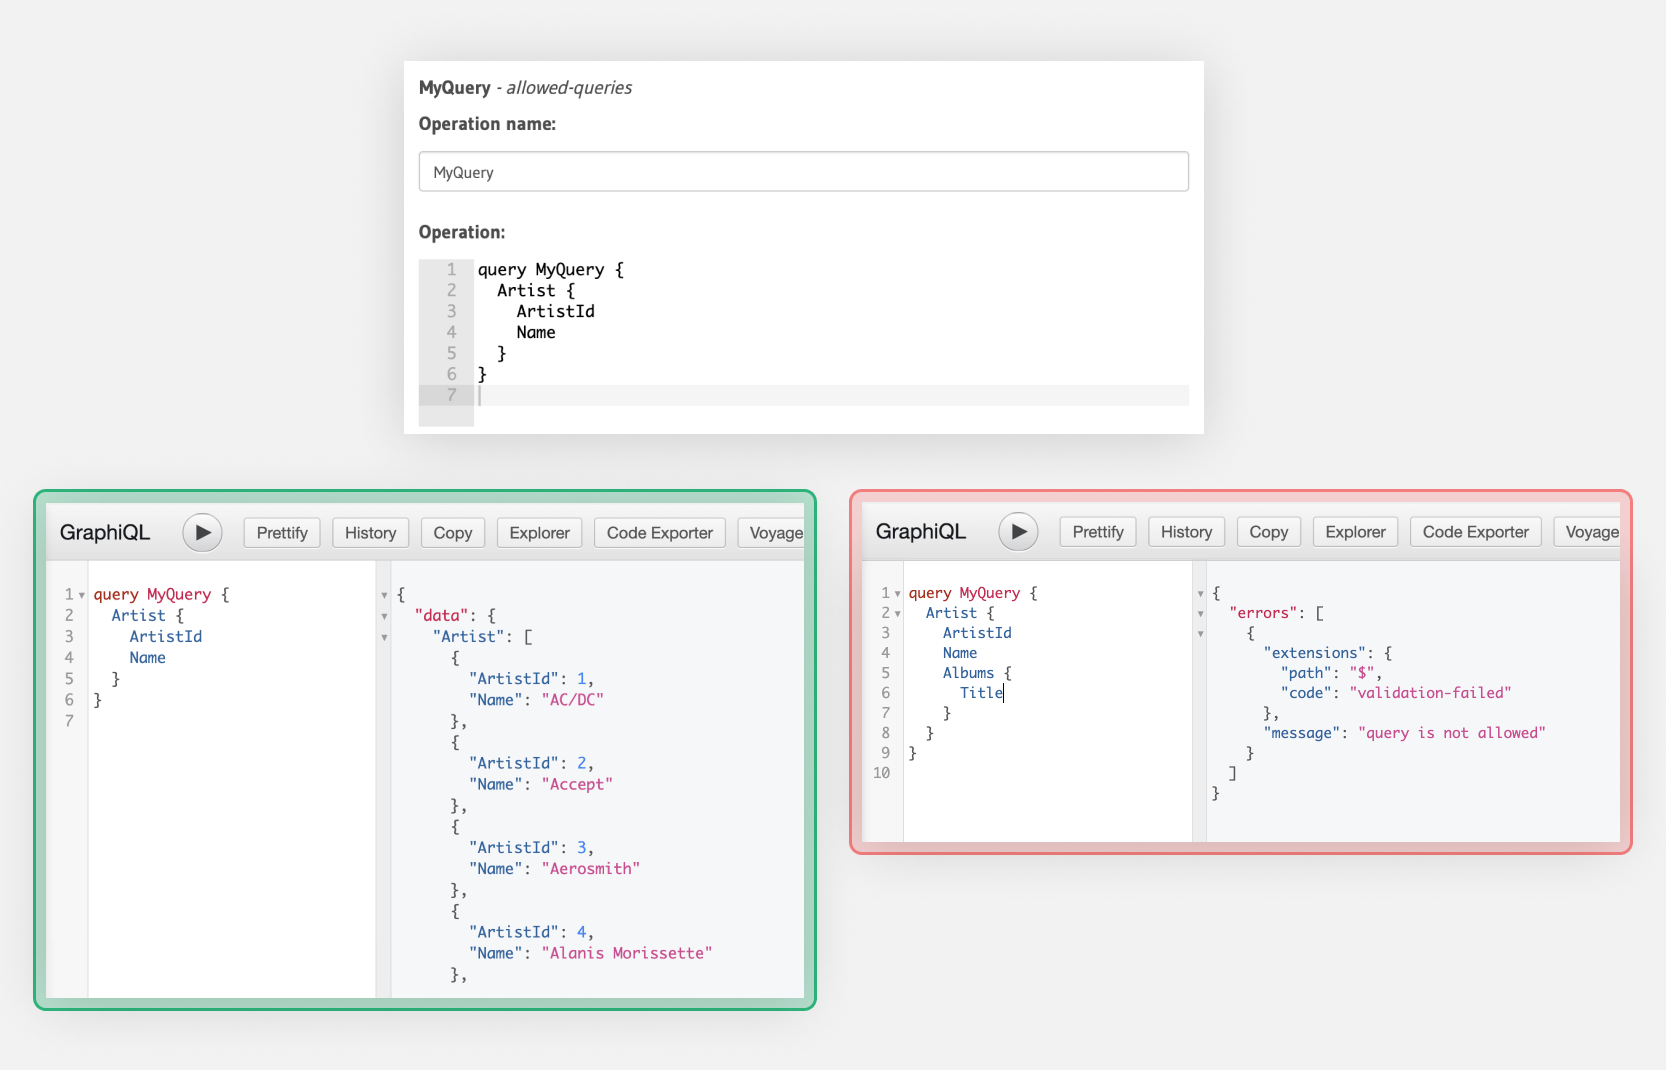 MyQuery - allowed-queries
Operation name:
MyQuery
Operation:
1 query MyQuery {
2   Artist {
3     ArtistId
4     Name
5   }
6 }
7
GraphiQL Prettify History Copy Explorer Code Exporter Voyage
1 query MyQuery {
2   Artist {
3     ArtistId
4     Name
5   }
6 }
7
{
  "data": {
    "Artist": [
      {
        "ArtistId": 1,
        "Name": "AC/DC"
      },
      {
        "ArtistId": 2,
        "Name": "Accept"
      },
      {
        "ArtistId": 3,
        "Name": "Aerosmith"
      },
      {
        "ArtistId": 4,
        "Name": "Alanis Morissette"
      },
GraphiQL Prettify History Copy Explorer Code Exporter Voyage
1 query MyQuery {
2   Artist {
3     ArtistId
4     Name
5     Albums {
6       Title
7     }
8   }
9 }
10
{
  "errors": [
    {
      "extensions": {
        "path": "$",
        "code": "validation-failed"
      },
      "message": "query is not allowed"
    }
  ]
}